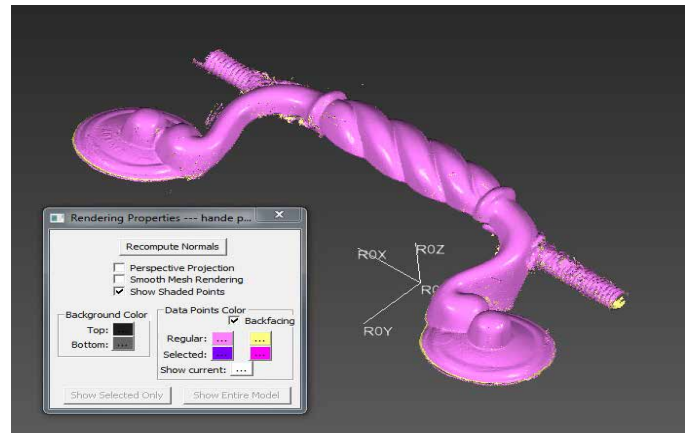 Rendering Properties --- hande p...
Recompute Normals
Perspective Projection
Smooth Mesh Rendering
Show Shaded Points
Background Color
Top: ...
Bottom: ...
Data Points Color
Backfacing
Regular: ... ...
Selected: ... ...
Show current: ...
Show Selected Only
Show Entire Model
R0X
R0Z
R0Y